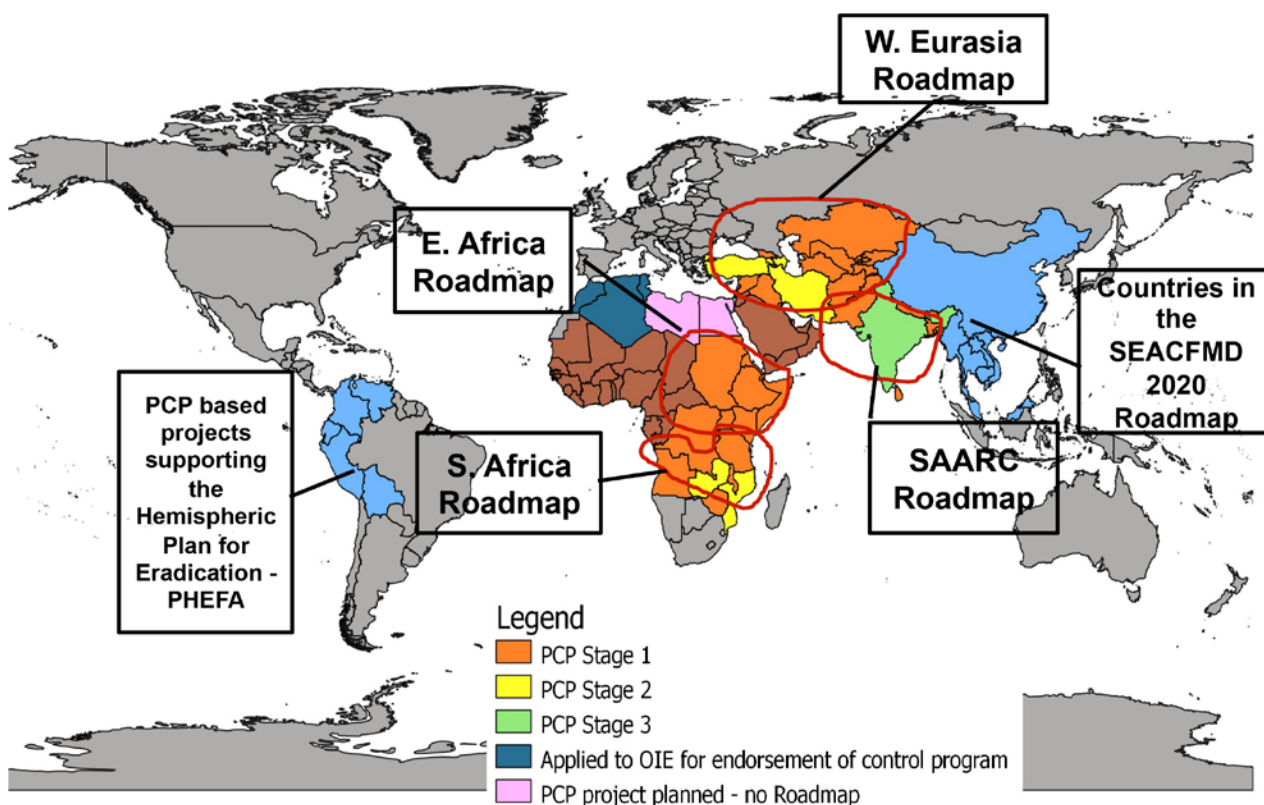 W. Eurasia
Roadmap
E. Africa
Roadmap
Countries in
the
SEACFMD
2020
Roadmap
PCP based
projects
supporting
the
Hemispheric
Plan for
Eradication -
PHEFA
S. Africa
Roadmap
SAARC
Roadmap
Legend
PCP Stage 1
PCP Stage 2
PCP Stage 3
Applied to OIE for endorsement of control program
PCP project planned - no Roadmap